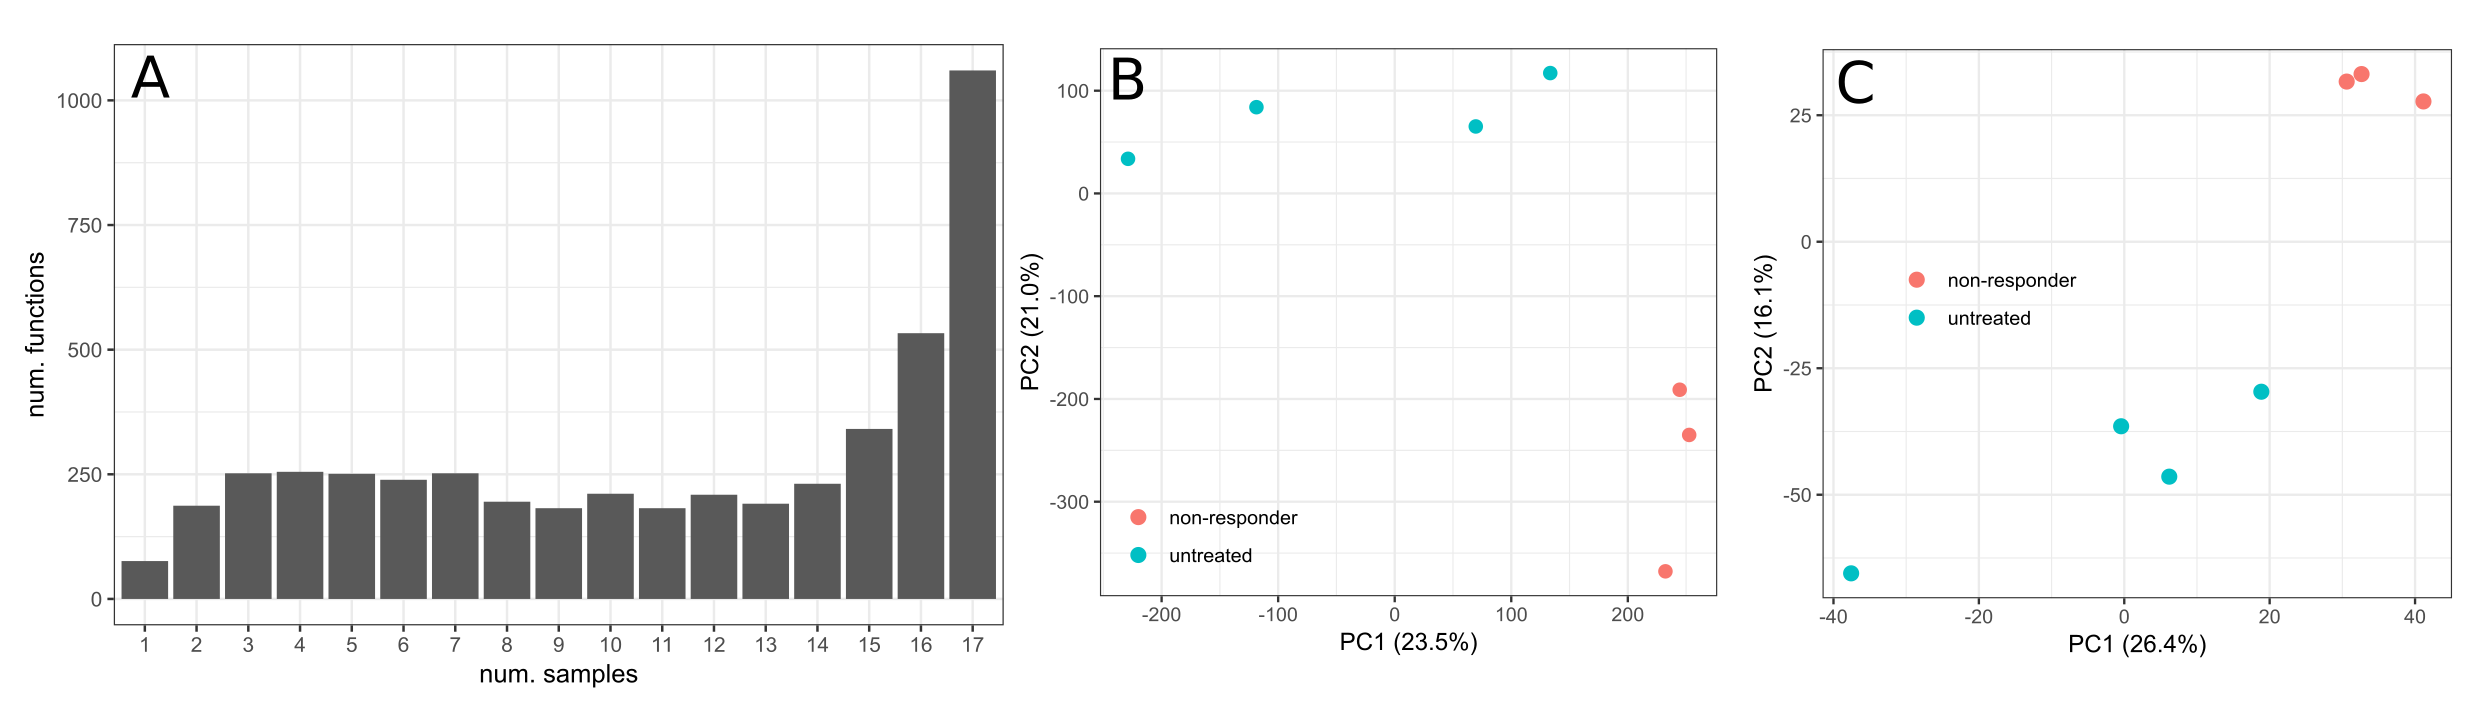 A
1000
750
500
250
0
num. functions
1 2 3 4 5 6 7 8 9 10 11 12 13 14 15 16 17
num. samples
B
100
0
-100
-200
-300
PC2 (21.0%)
non-responder
untreated
-200 -100 0 100 200
PC1 (23.5%)
C
25
0
-25
-50
PC2 (16.1%)
non-responder
untreated
-40 -20 0 20 40
PC1 (26.4%)